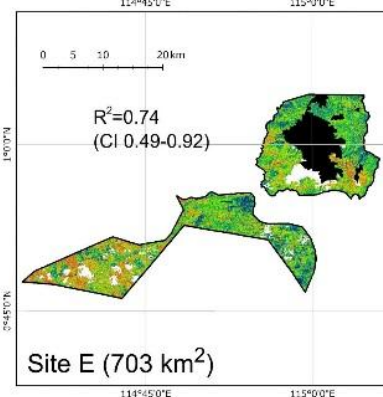 114°45'0"E 115°0'0"E
0 5 10 20km
R²=0.74
(CI 0.49-0.92)
1°0'0"N
0°45'0"N
Site E (703 km²)
114°45'0"E 115°0'0"E